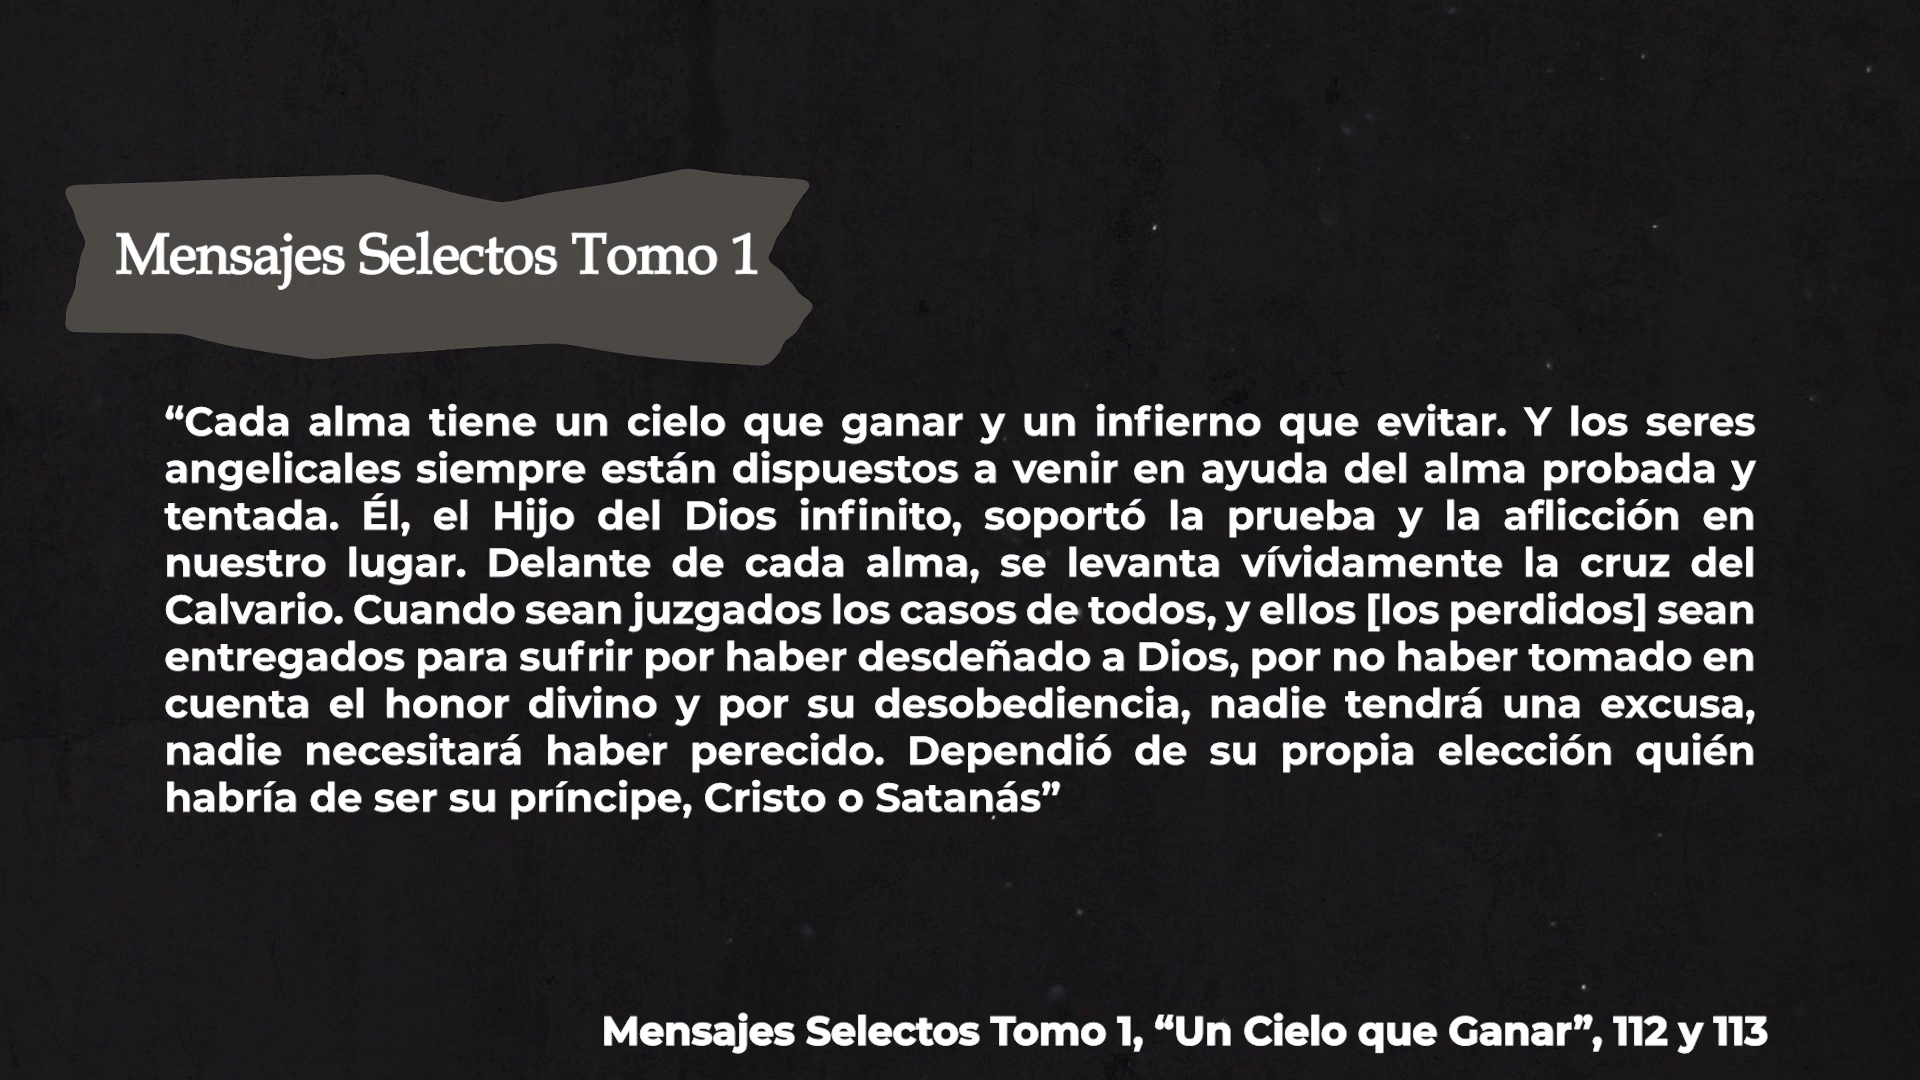 Mensajes Selectos Tomo 1
“Cada alma tiene un cielo que ganar y un infierno que evitar. Y los seres
angelicales siempre están dispuestos a venir en ayuda del alma probada y
tentada. Él, el Hijo del Dios infinito, soportó la prueba y la aflicción en
nuestro lugar. Delante de cada alma, se levanta vívidamente la cruz del
Calvario. Cuando sean juzgados los casos de todos, y ellos [los perdidos] sean
entregados para sufrir por haber desdeñado a Dios, por no haber tomado en
cuenta el honor divino y por su desobediencia, nadie tendrá una excusa,
nadie necesitará haber perecido. Dependió de su propia elección quién
habría de ser su príncipe, Cristo o Satanás”
Mensajes Selectos Tomo 1, “Un Cielo que Ganar”, 112 y 113